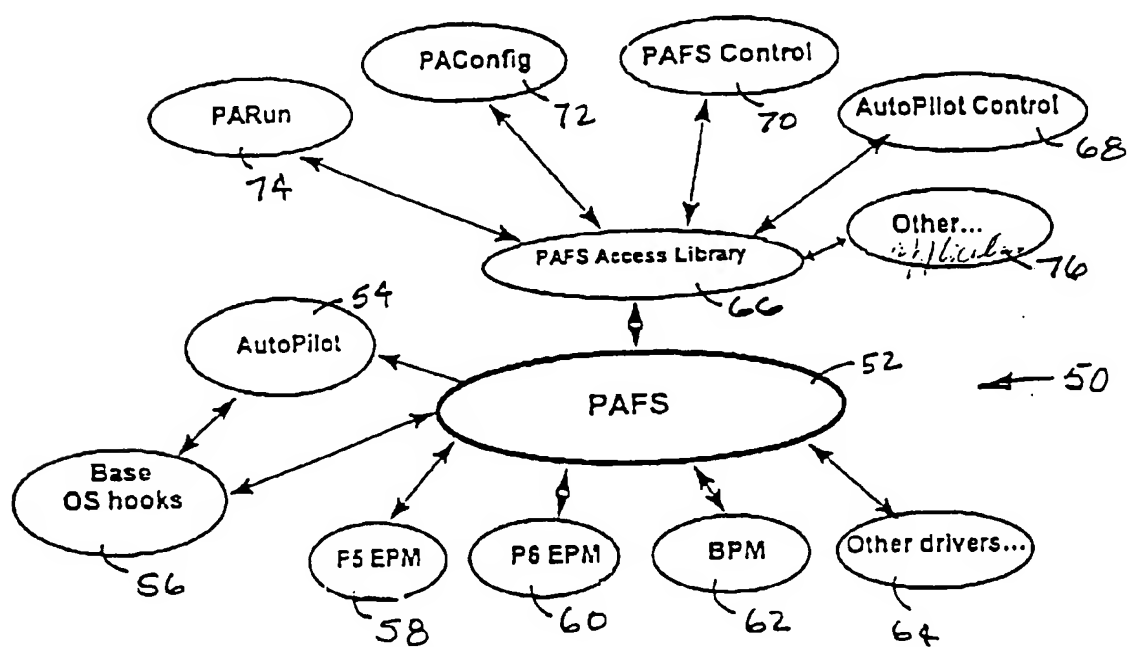 PAConfig
72
PAFS Control
70
PARun
74
AutoPilot Control
68
Other...
76
PAFS Access Library
66
54
AutoPilot
52
PAFS
50
Base
OS hooks
56
F5 EPM
58
P6 EPM
60
BPM
62
Other drivers...
64